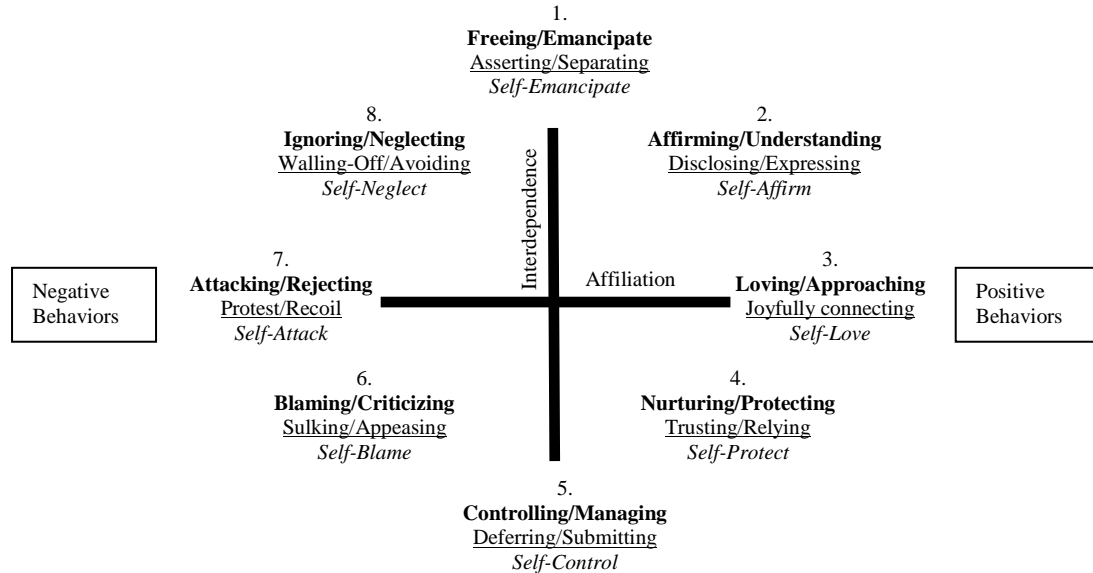 1.
Freeing/Emancipate
Asserting/Separating
Self-Emancipate
8.
Ignoring/Neglecting
Walling-Off/Avoiding
Self-Neglect
2.
Affirming/Understanding
Disclosing/Expressing
Self-Affirm
Interdependence
Affiliation
Negative
Behaviors
7.
Attacking/Rejecting
Protest/Recoil
Self-Attack
3.
Loving/Approaching
Joyfully connecting
Self-Love
Positive
Behaviors
6.
Blaming/Criticizing
Sulking/Appeasing
Self-Blame
4.
Nurturing/Protecting
Trusting/Relying
Self-Protect
5.
Controlling/Managing
Deferring/Submitting
Self-Control